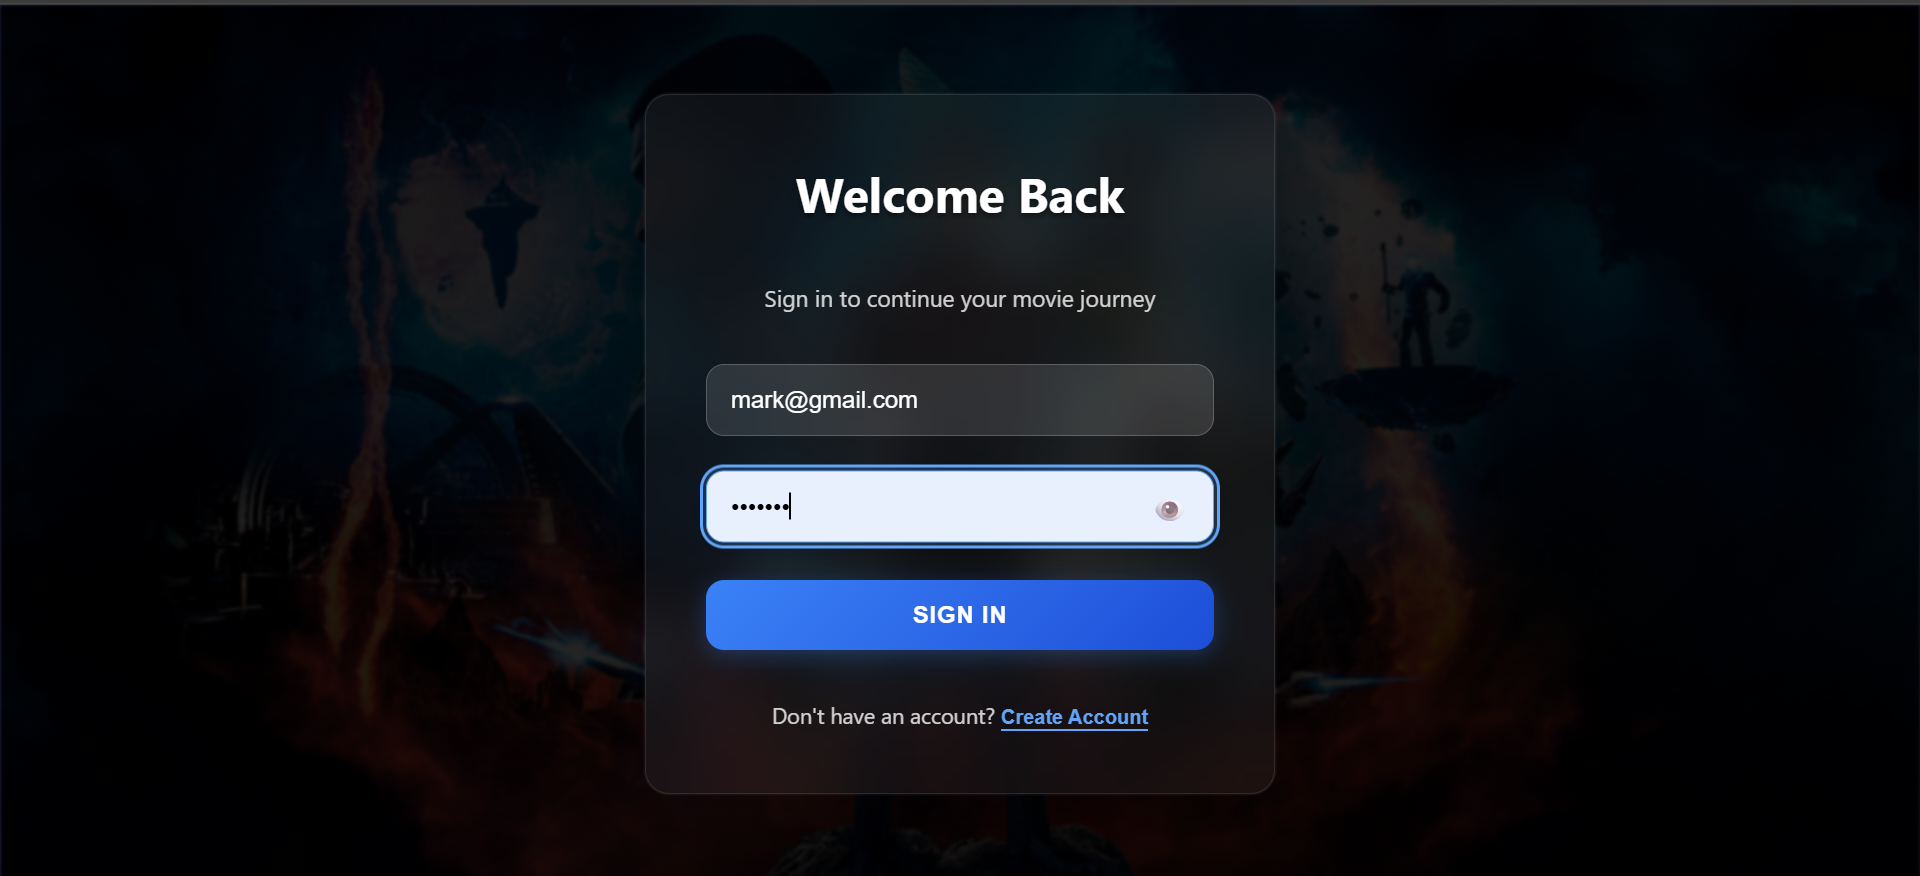 Welcome Back
Sign in to continue your movie journey
mark@gmail.com
•••••••
SIGN IN
Don't have an account? Create Account